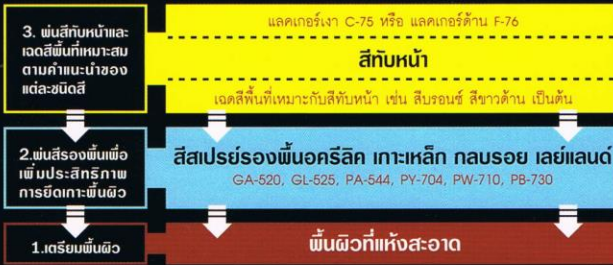 3. พ่นสีทับหน้าและ
เฉดสีพื้นที่เหมาะสม
ตามคำแนะนำของ
แต่ละชนิดสี
แลคเกอร์เงา C-75 หรือ แลคเกอร์ด้าน F-76
สีทับหน้า
เฉดสีพื้นที่เหมาะกับสีทับหน้า เช่น สีบรอนซ์ สีขาวด้าน เป็นต้น
2.พ่นสีรองพื้นเพื่อ
เพิ่มประสิทธิภาพ
การยึดเกาะพื้นผิว
สีสเปรย์รองพื้นอครีลิค เกาะเหล็ก กลบรอย เลย์แลนด์
GA-520, GL-525, PA-544, PY-704, PW-710, PB-730
1.เตรียมพื้นผิว
พื้นผิวที่แห้งสะอาด